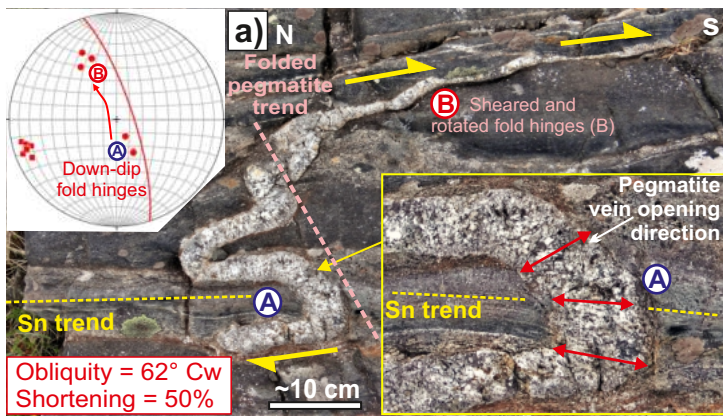 a)
N
S
Folded
pegmatite
trend
B
Sheared and
rotated fold hinges (B)
B
A
Down-dip
fold hinges
Pegmatite
vein opening
direction
A
Sn trend
A
Sn trend
Obliquity = 62° Cw
Shortening = 50%
~10 cm